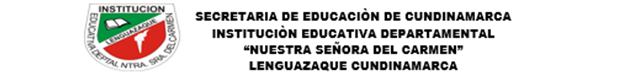 INSTITUCION
EDUCATIVA DEPTAL NTRA. SRA. DEL CARMEN
LENGUAZAQUE
SECRETARIA DE EDUCACIÒN DE CUNDINAMARCA
INSTITUCIÒN EDUCATIVA DEPARTAMENTAL
“NUESTRA SEÑORA DEL CARMEN”
LENGUAZAQUE CUNDINAMARCA